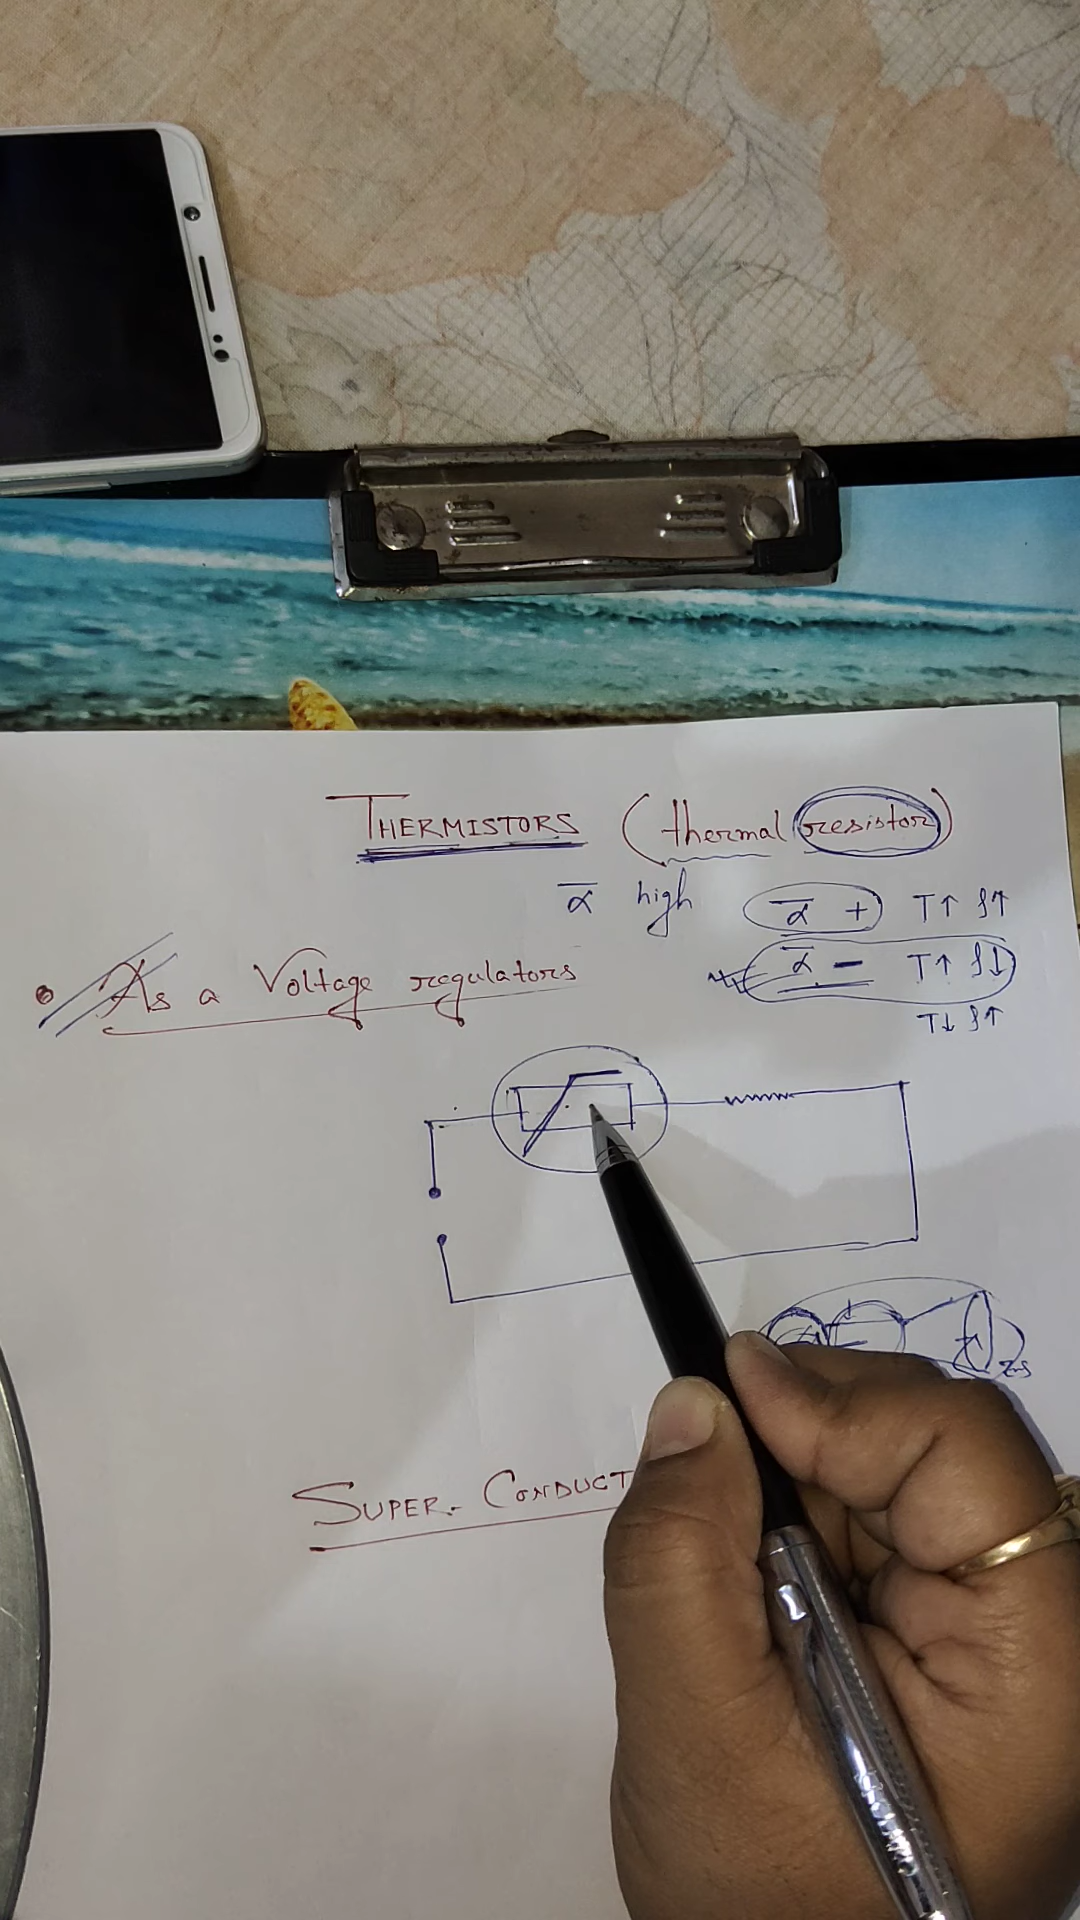 THERMISTORS (thermal resistor)
ᾱ high
ᾱ + T↑ ρ↑
ᾱ - T↑ ρ↓
T↓ ρ↑
• As a Voltage regulators
SUPER- CONDUCT